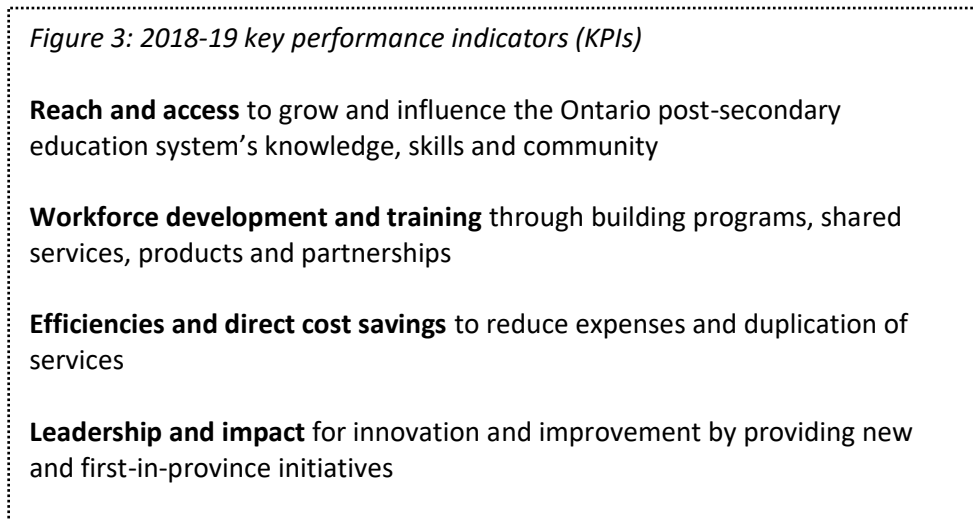 Figure 3: 2018-19 key performance indicators (KPIs)
Reach and access to grow and influence the Ontario post-secondary
education system’s knowledge, skills and community
Workforce development and training through building programs, shared
services, products and partnerships
Efficiencies and direct cost savings to reduce expenses and duplication of
services
Leadership and impact for innovation and improvement by providing new
and first-in-province initiatives